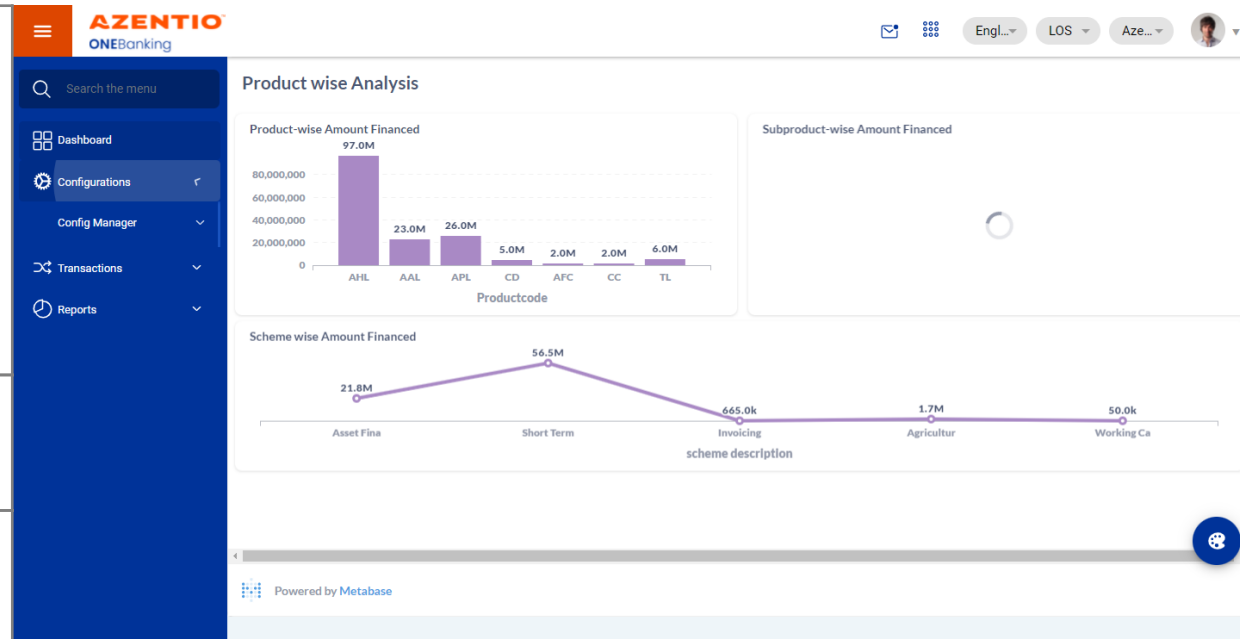 AZENTIO
ONEBanking
Engl...
LOS
Aze...
Search the menu
Dashboard
Configurations
Config Manager
Transactions
Reports
Product wise Analysis
Product-wise Amount Financed
97.0M
80,000,000
60,000,000
40,000,000
20,000,000
0
23.0M
26.0M
5.0M
2.0M
2.0M
6.0M
AHL
AAL
APL
CD
AFC
CC
TL
Productcode
Subproduct-wise Amount Financed
Scheme wise Amount Financed
21.8M
56.5M
665.0k
1.7M
50.0k
Asset Fina
Short Term
Invoicing
Agricultur
Working Ca
scheme description
Powered by Metabase